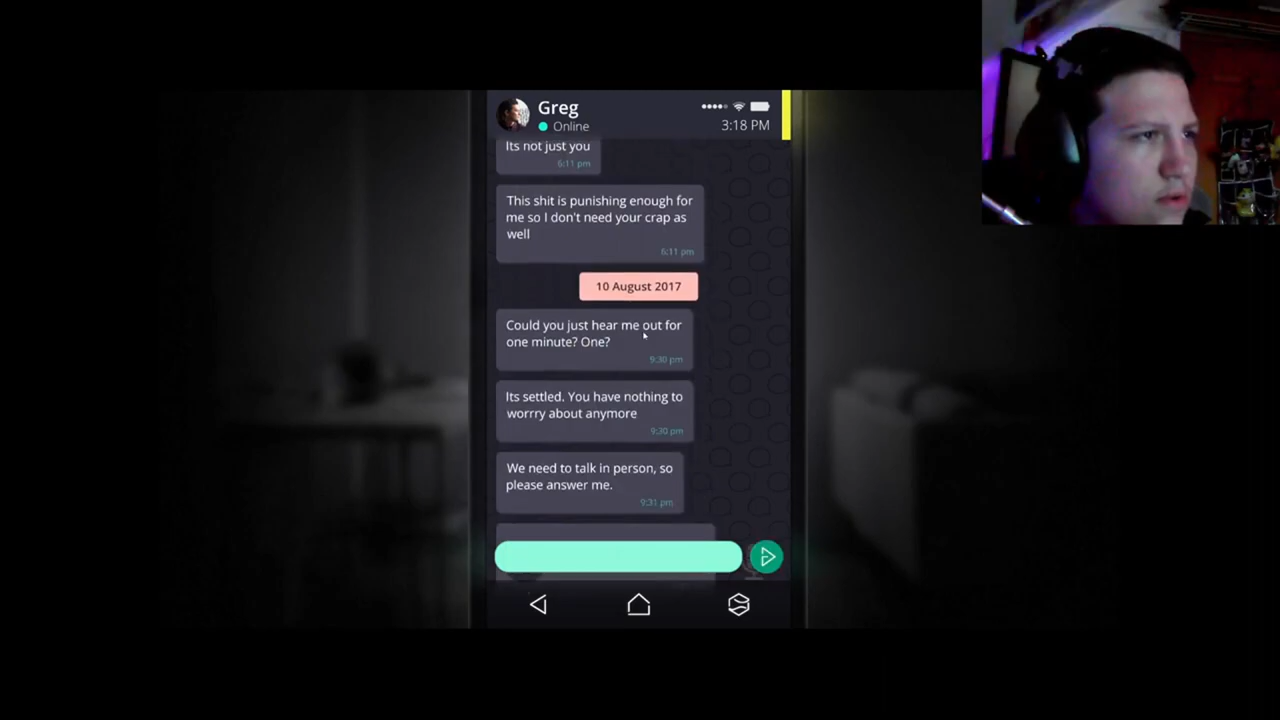 Greg
Online
3:18 PM
Its not just you
6:11 pm
This shit is punishing enough for
me so I don't need your crap as
well
6:11 pm
10 August 2017
Could you just hear me out for
one minute? One?
9:30 pm
Its settled. You have nothing to
worrry about anymore
9:30 pm
We need to talk in person, so
please answer me.
9:31 pm